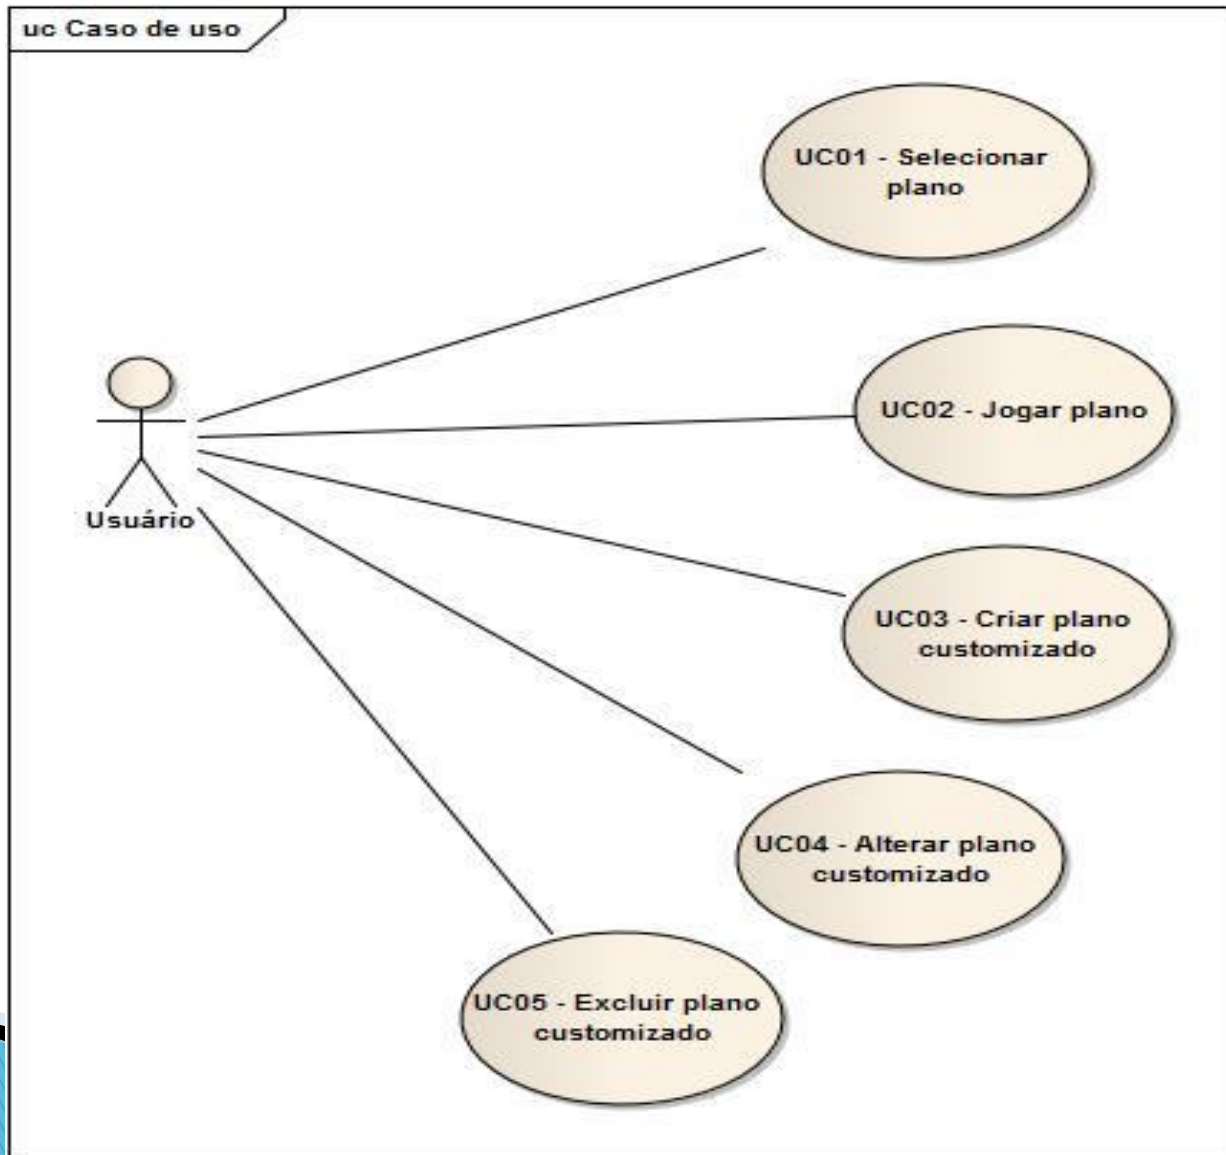 uc Caso de uso
UC01 - Selecionar
plano
UC02 - Jogar plano
Usuário
UC03 - Criar plano
customizado
UC04 - Alterar plano
customizado
UC05 - Excluir plano
customizado